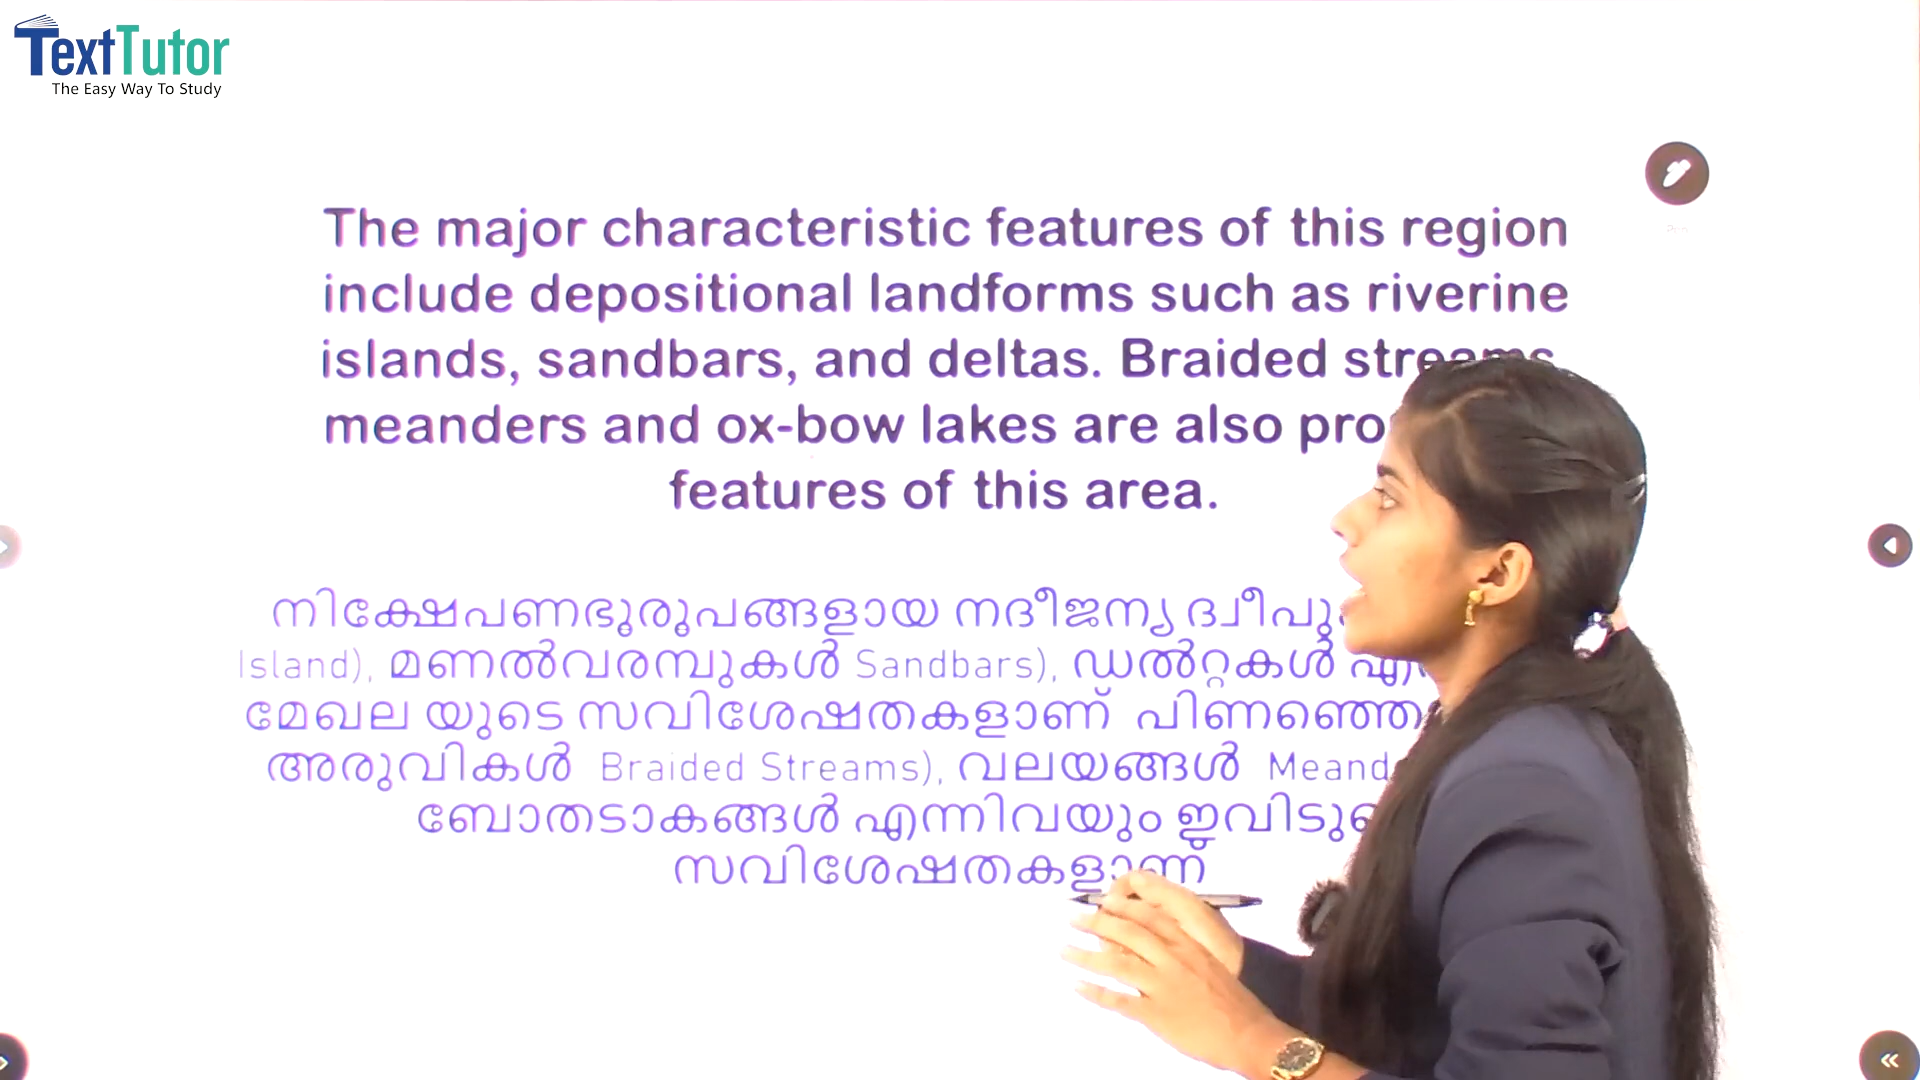 TextTutor
The Easy Way To Study
The major characteristic features of this region
include depositional landforms such as riverine
islands, sandbars, and deltas. Braided streams
meanders and ox-bow lakes are also
features of this area.
നിക്ഷേപണഭൂരൂപങ്ങളായ നദീജന്യ
Island), മണൽവരമ്പുകൾ Sandbars), ഡൽറ്റകൾ
മേഖല യുടെ സവിശേഷതകളാണ് പിണഞ്ഞൊ
അരുവികൾ Braided Streams), വലയങ്ങൾ Meand
ബോതടാകങ്ങൾ എന്നിവയും
സവിശേഷതകളാണ്